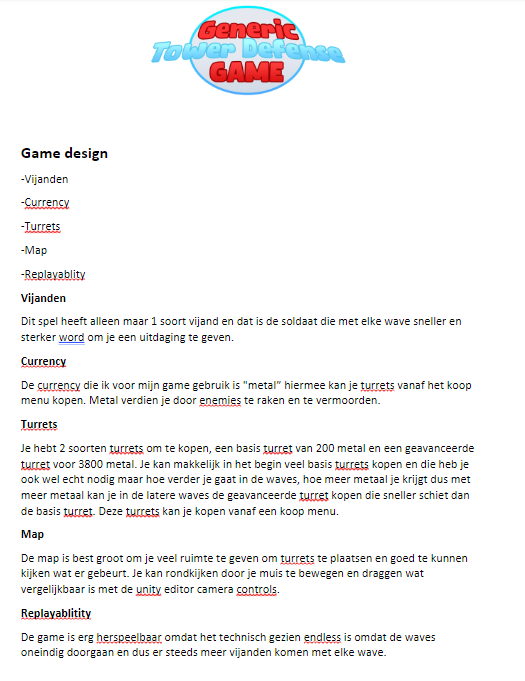 Generic
Tower Defense
GAME
Game design
-Vijanden
-Currency
-Turrets
-Map
-Replayablity
Vijanden
Dit spel heeft alleen maar 1 soort vijand en dat is de soldaat die met elke wave sneller en
sterker word om je een uitdaging te geven.
Currency
De currency die ik voor mijn game gebruik is "metal" hiermee kan je turrets vanaf het koop
menu kopen. Metal verdien je door enemies te raken en te vermoorden.
Turrets
Je hebt 2 soorten turrets om te kopen, een basis turret van 200 metal en een geavanceerde
turret voor 3800 metal. Je kan makkelijk in het begin veel basis turrets kopen en die heb je
ook wel echt nodig maar hoe verder je gaat in de waves, hoe meer metaal je krijgt dus met
meer metaal kan je in de latere waves de geavanceerde turret kopen die sneller schiet dan
de basis turret. Deze turrets kan je kopen vanaf een koop menu.
Map
De map is best groot om je veel ruimte te geven om turrets te plaatsen en goed te kunnen
kijken wat er gebeurt. Je kan rondkijken door je muis te bewegen en draggen wat
vergelijkbaar is met de unity editor camera controls.
Replayablitity
De game is erg herspeelbaar omdat het technisch gezien endless is omdat de waves
oneindig doorgaan en dus er steeds meer vijanden komen met elke wave.